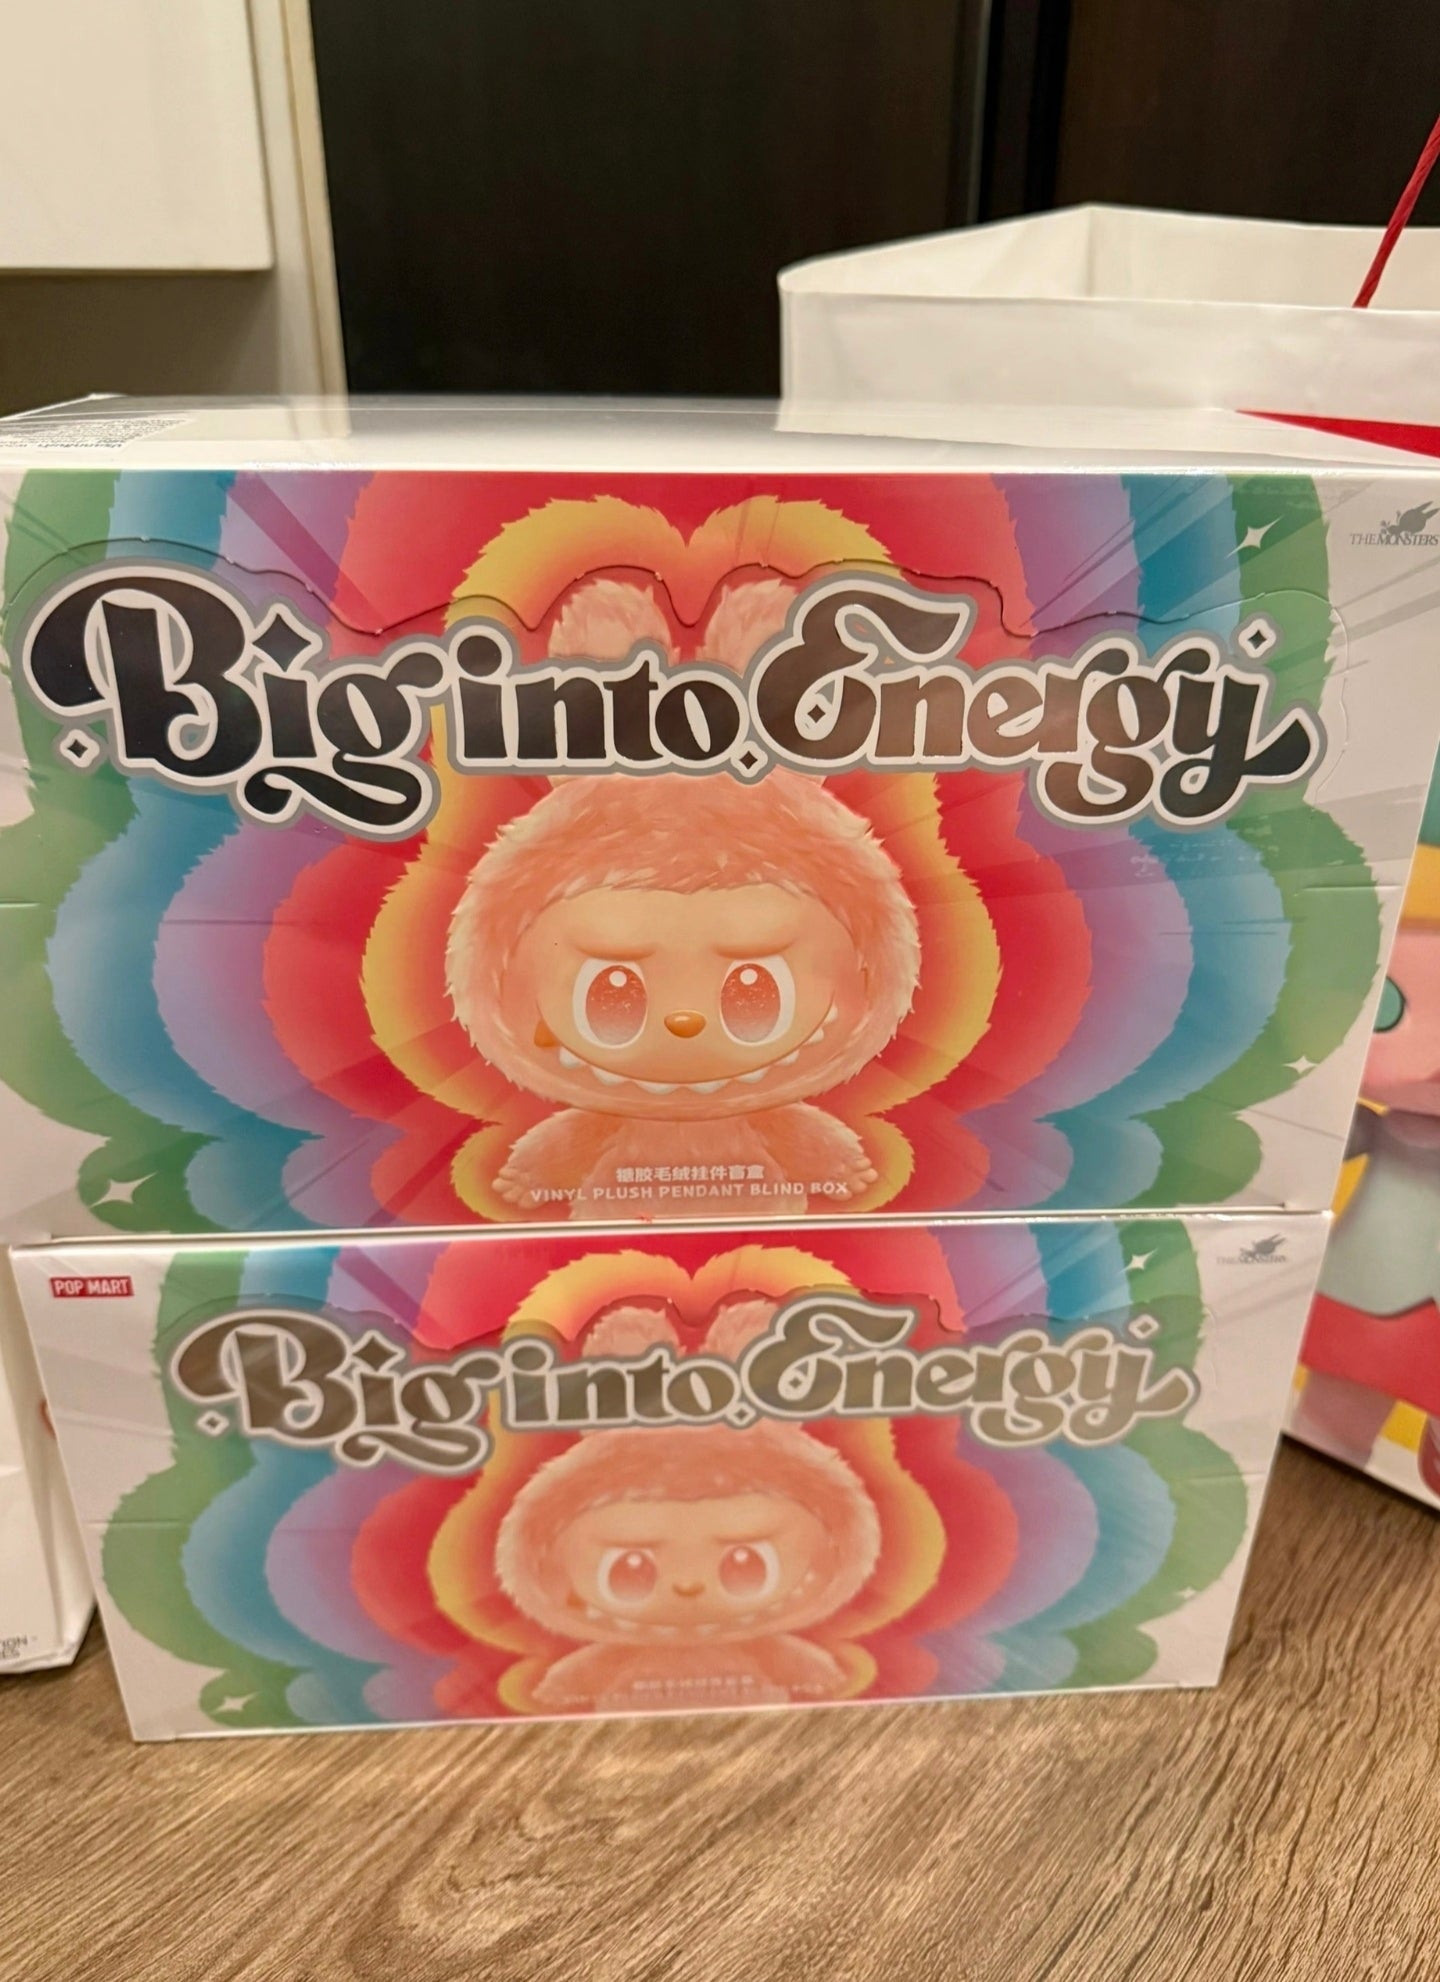 THE MONSTERS
Big into Energy
糖胶毛绒挂件盲盒
VINYL PLUSH PENDANT BLIND BOX
POP MART
THE MONSTERS
Big into Energy